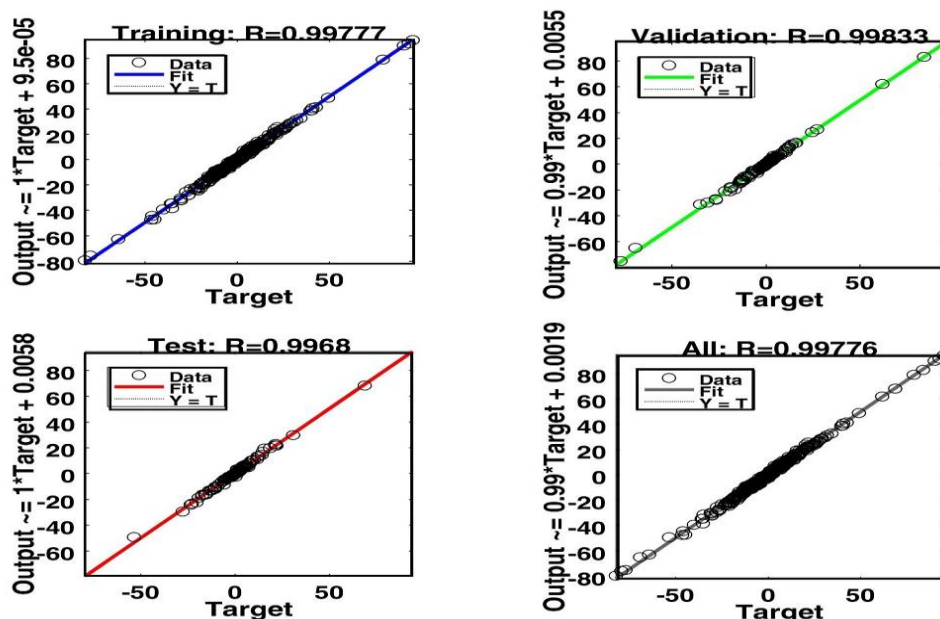 Training: R=0.99777
Output ~= 1*Target + 9.5e-05
Data
Fit
Y = T
80
60
40
20
0
-20
-40
-60
-80
-50
0
50
Target
Validation: R=0.99833
Output ~= 0.99*Target + 0.0055
Data
Fit
Y = T
80
60
40
20
0
-20
-40
-60
-50
0
50
Target
Test: R=0.9968
Output ~= 1*Target + 0.0058
Data
Fit
Y = T
80
60
40
20
0
-20
-40
-60
-50
0
50
Target
All: R=0.99776
Output ~= 0.99*Target + 0.0019
Data
Fit
Y = T
80
60
40
20
0
-20
-40
-60
-80
-50
0
50
Target